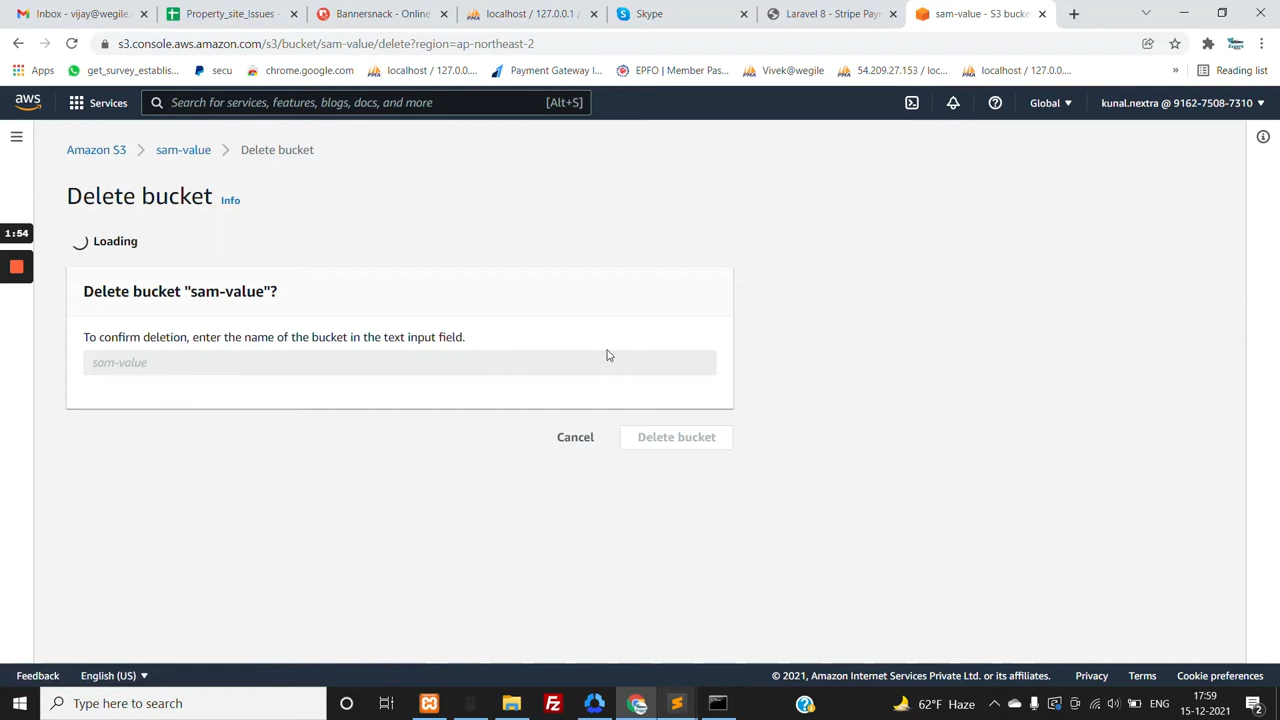 Inbox - vijay@wegile.
Property_site_Issues -
Bannersnack - Online
localhost / 127.0.0.1 /
Skype
Laravel 8 - Stripe Payn
sam-value - S3 bucke
s3.console.aws.amazon.com/s3/bucket/sam-value/delete?region=ap-northeast-2
Apps
get_survey_establis...
secu
chrome.google.com
localhost / 127.0.0....
Payment Gateway I...
EPFO | Member Pas...
Vivek@wegile
54.209.27.153 / loc...
localhost / 127.0.0....
»
Reading list
aws
Services
Search for services, features, blogs, docs, and more
[Alt+S]
Global
kunal.nextra @ 9162-7508-7310
Amazon S3
sam-value
Delete bucket
Delete bucket Info
1:54
Loading
Delete bucket "sam-value"?
To confirm deletion, enter the name of the bucket in the text input field.
sam-value
Cancel
Delete bucket
Feedback
English (US)
© 2021, Amazon Internet Services Private Ltd. or its affiliates.
Privacy
Terms
Cookie preferences
Type here to search
62°F Haze
ENG
17:59
15-12-2021
2